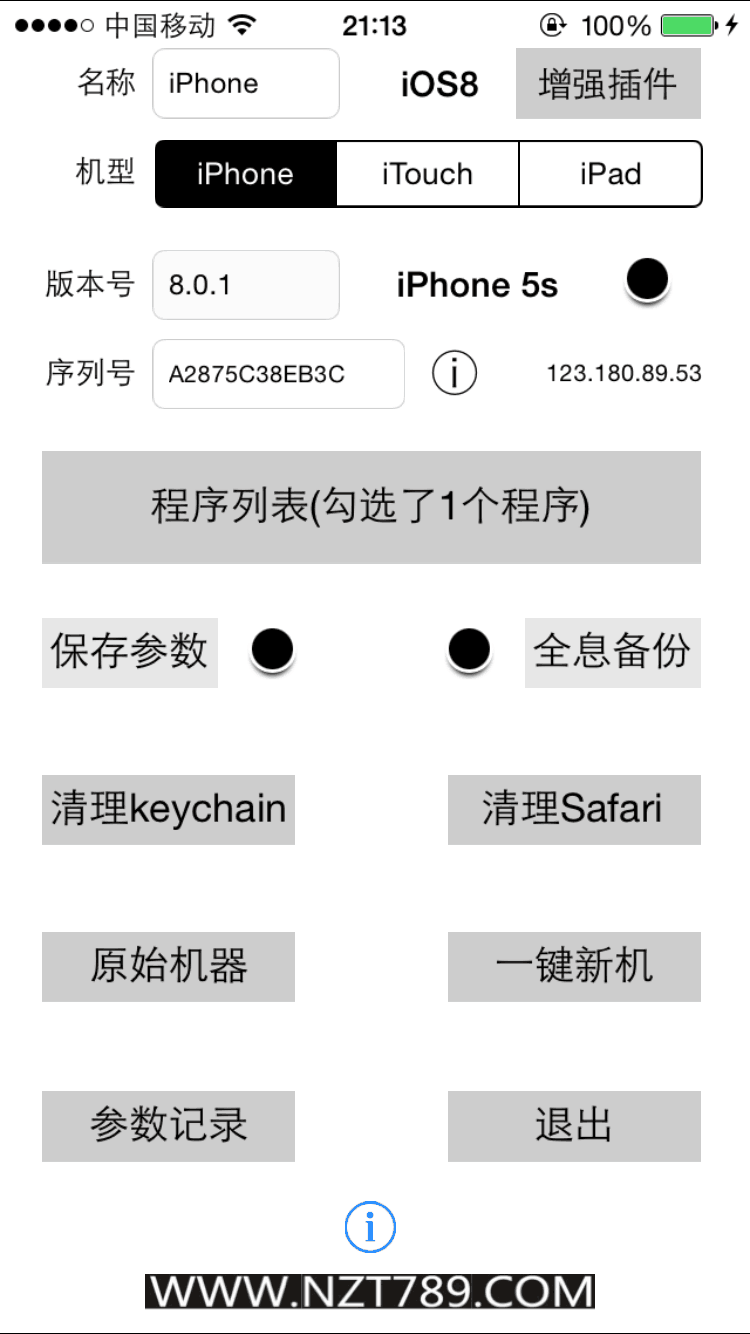 中国移动 21:13 100%
名称 iPhone iOS8 增强插件
机型 iPhone iTouch iPad
版本号 8.0.1 iPhone 5s
序列号 A2875C38EB3C i 123.180.89.53
程序列表(勾选了1个程序)
保存参数 全息备份
清理keychain 清理Safari
原始机器 一键新机
参数记录 退出
i
WWW.NZT789.COM